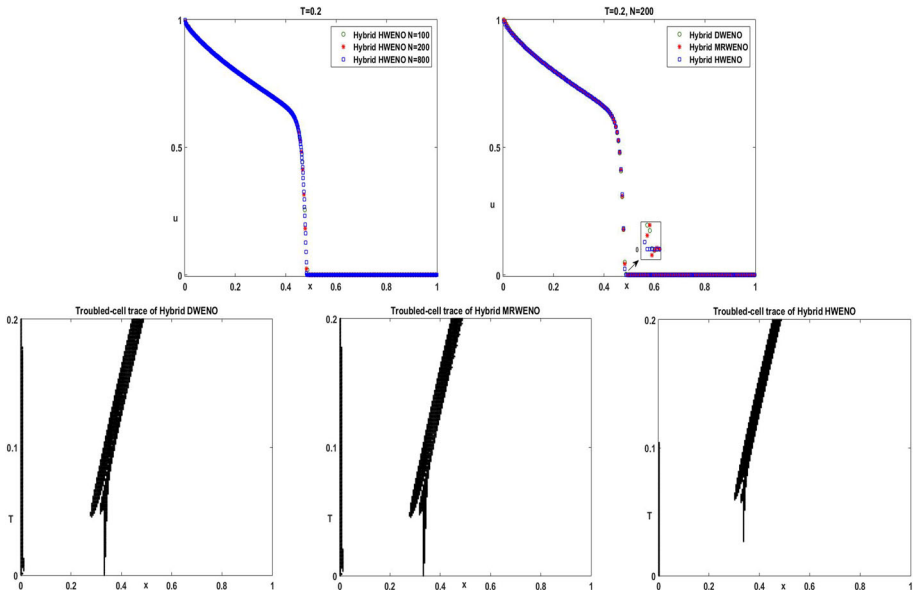 T=0.2
Hybrid HWENO N=100
Hybrid HWENO N=200
Hybrid HWENO N=800
1
0.5
0
u
0 0.2 0.4 x 0.6 0.8 1
T=0.2, N=200
Hybrid DWENO
Hybrid MRWENO
Hybrid HWENO
1
0.5
0
u
0 0.2 0.4 x 0.6 0.8 1
Troubled-cell trace of Hybrid DWENO
0.2
0.1
T
0
0 0.2 0.4 x 0.6 0.8 1
Troubled-cell trace of Hybrid MRWENO
0.2
0.1
T
0
0 0.2 0.4 x 0.6 0.8 1
Troubled-cell trace of Hybrid HWENO
0.2
0.1
T
0
0 0.2 0.4 x 0.6 0.8 1